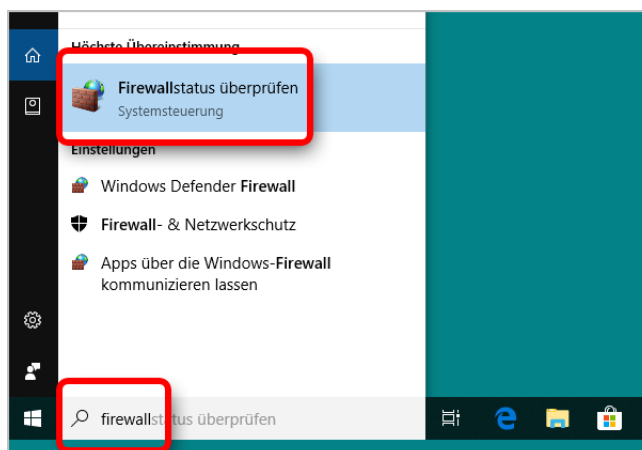 Höchste Übereinstimmung
Firewallstatus überprüfen
Systemsteuerung
Einstellungen
Windows Defender Firewall
Firewall- & Netzwerkschutz
Apps über die Windows-Firewall
kommunizieren lassen
firewallstatus überprüfen